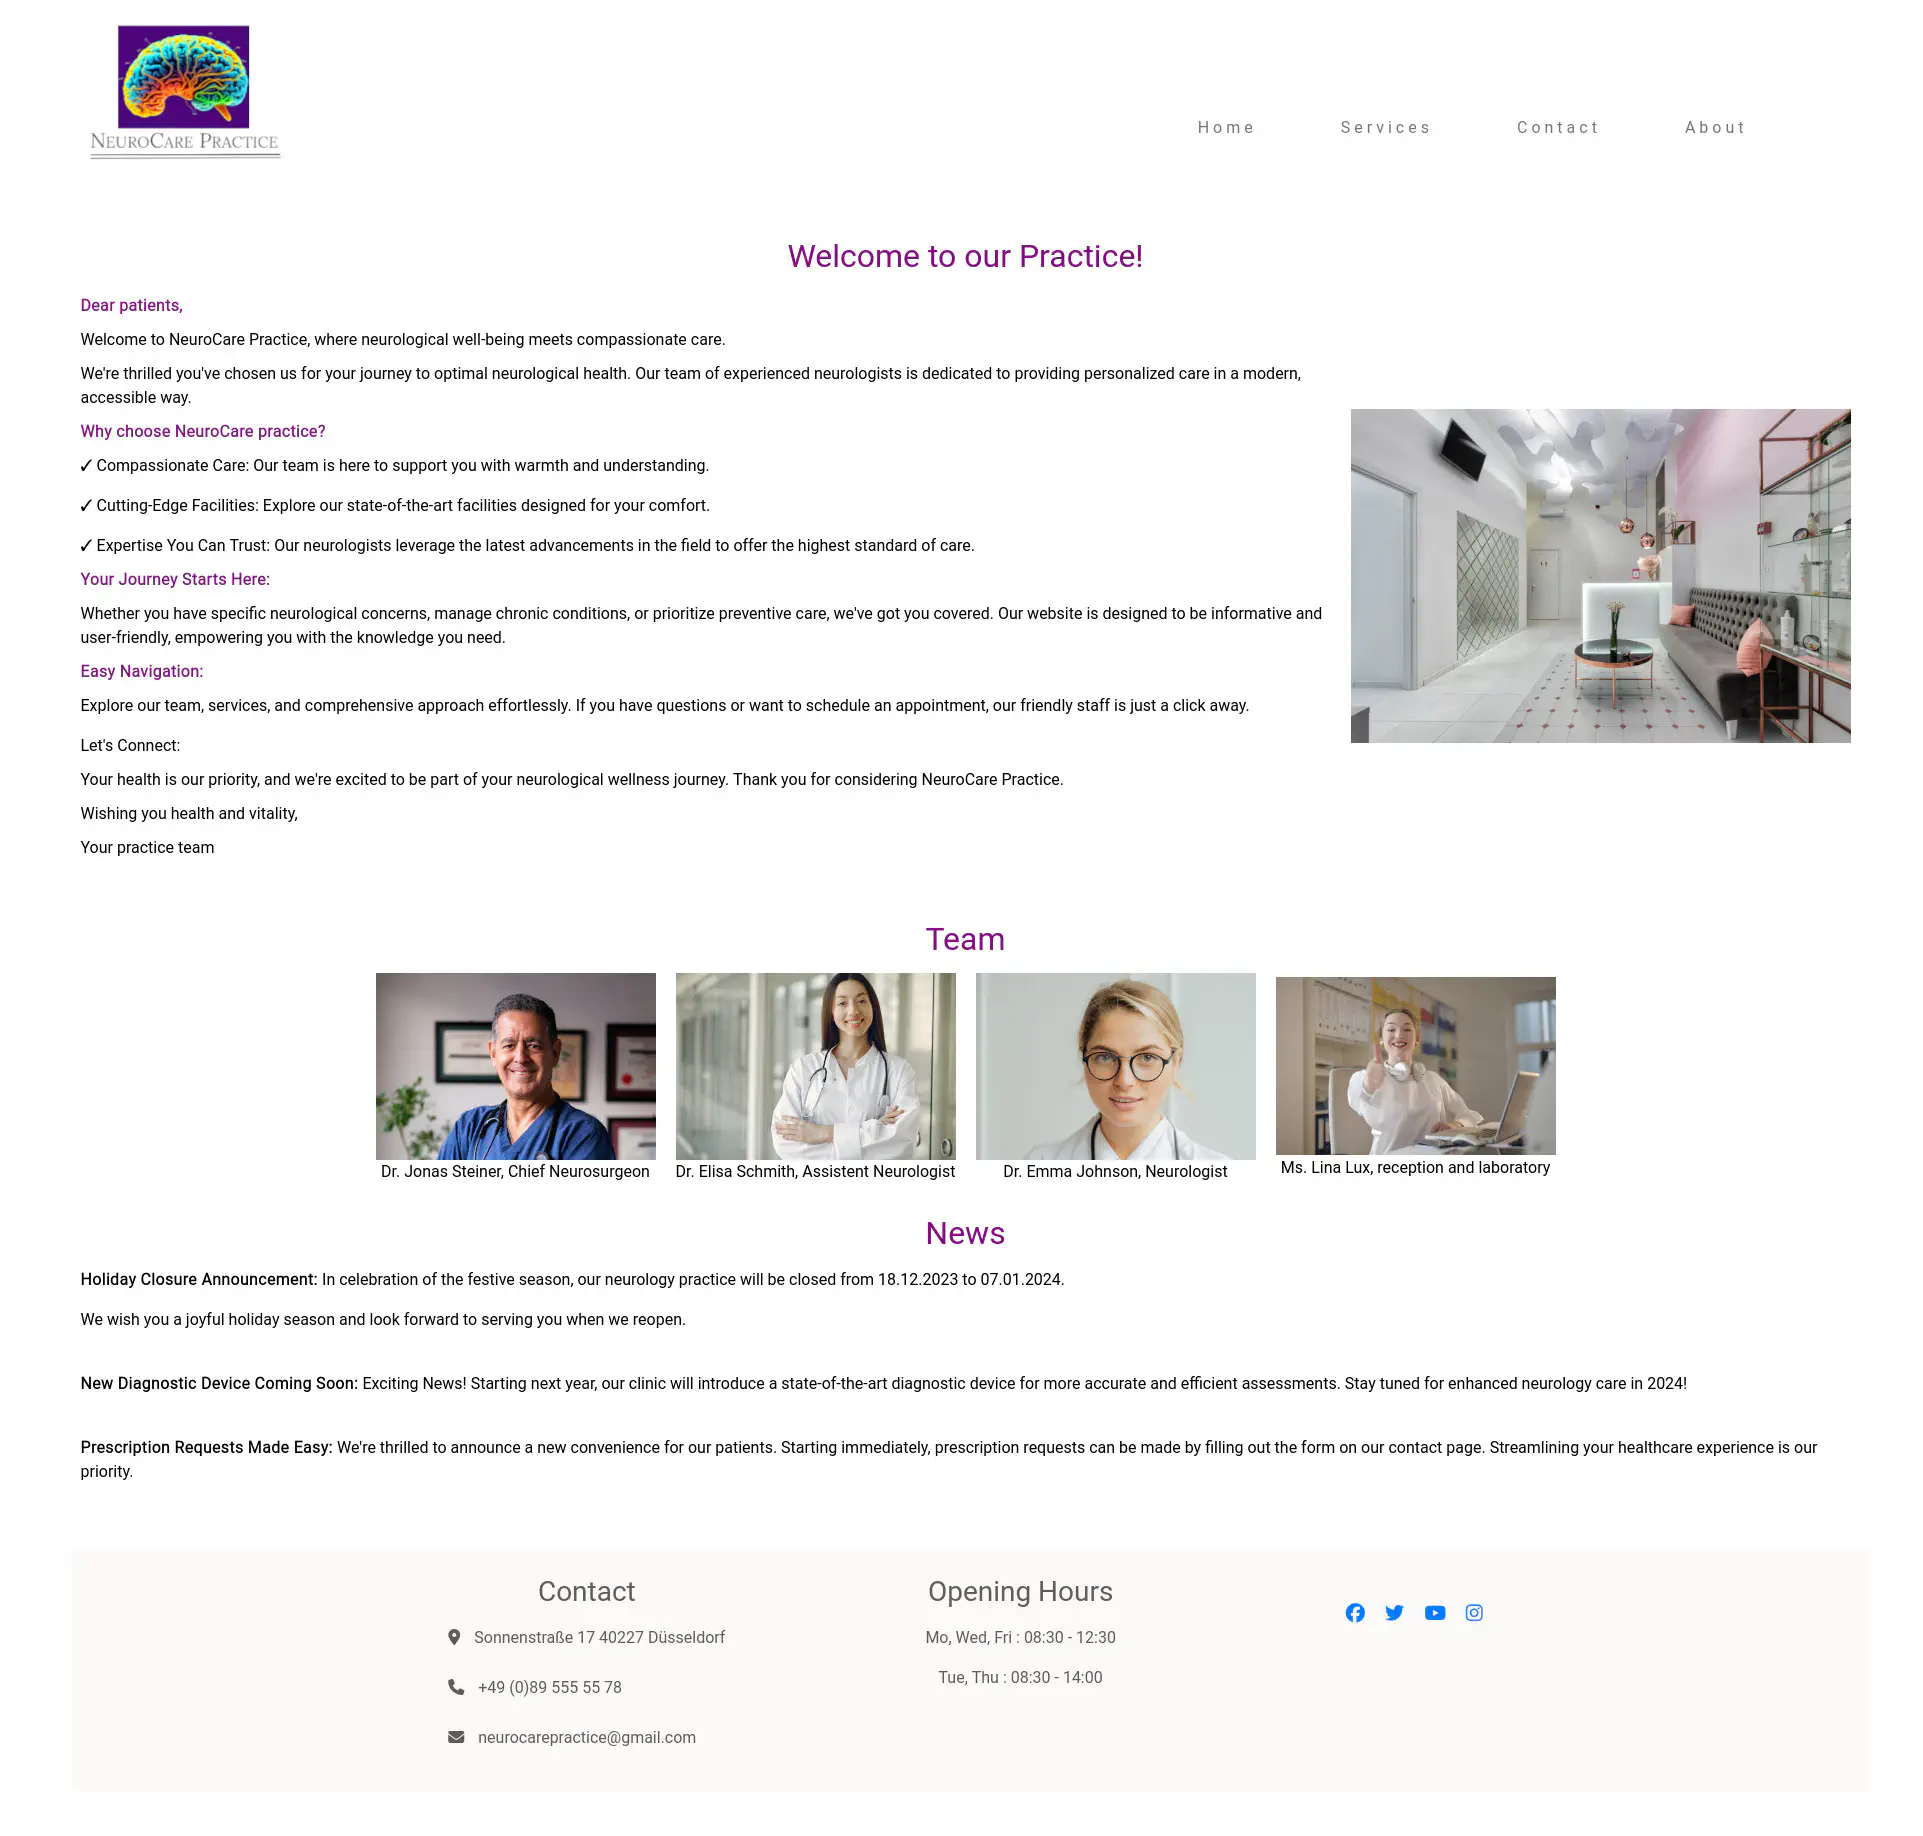 NEUROCARE PRACTICE
Home Services Contact About
Welcome to our Practice!
Dear patients,
Welcome to NeuroCare Practice, where neurological well-being meets compassionate care.
We're thrilled you've chosen us for your journey to optimal neurological health. Our team of experienced neurologists is dedicated to providing personalized care in a modern,
accessible way.
Why choose NeuroCare practice?
✓ Compassionate Care: Our team is here to support you with warmth and understanding.
✓ Cutting-Edge Facilities: Explore our state-of-the-art facilities designed for your comfort.
✓ Expertise You Can Trust: Our neurologists leverage the latest advancements in the field to offer the highest standard of care.
Your Journey Starts Here:
Whether you have specific neurological concerns, manage chronic conditions, or prioritize preventive care, we've got you covered. Our website is designed to be informative and
user-friendly, empowering you with the knowledge you need.
Easy Navigation:
Explore our team, services, and comprehensive approach effortlessly. If you have questions or want to schedule an appointment, our friendly staff is just a click away.
Let's Connect:
Your health is our priority, and we're excited to be part of your neurological wellness journey. Thank you for considering NeuroCare Practice.
Wishing you health and vitality,
Your practice team
Team
Dr. Jonas Steiner, Chief Neurosurgeon
Dr. Elisa Schmith, Assistent Neurologist
Dr. Emma Johnson, Neurologist
Ms. Lina Lux, reception and laboratory
News
Holiday Closure Announcement: In celebration of the festive season, our neurology practice will be closed from 18.12.2023 to 07.01.2024.
We wish you a joyful holiday season and look forward to serving you when we reopen.
New Diagnostic Device Coming Soon: Exciting News! Starting next year, our clinic will introduce a state-of-the-art diagnostic device for more accurate and efficient assessments. Stay tuned for enhanced neurology care in 2024!
Prescription Requests Made Easy: We're thrilled to announce a new convenience for our patients. Starting immediately, prescription requests can be made by filling out the form on our contact page. Streamlining your healthcare experience is our
priority.
Contact
Sonnenstraße 17 40227 Düsseldorf
+49 (0)89 555 55 78
neurocarepractice@gmail.com
Opening Hours
Mo, Wed, Fri : 08:30 - 12:30
Tue, Thu : 08:30 - 14:00